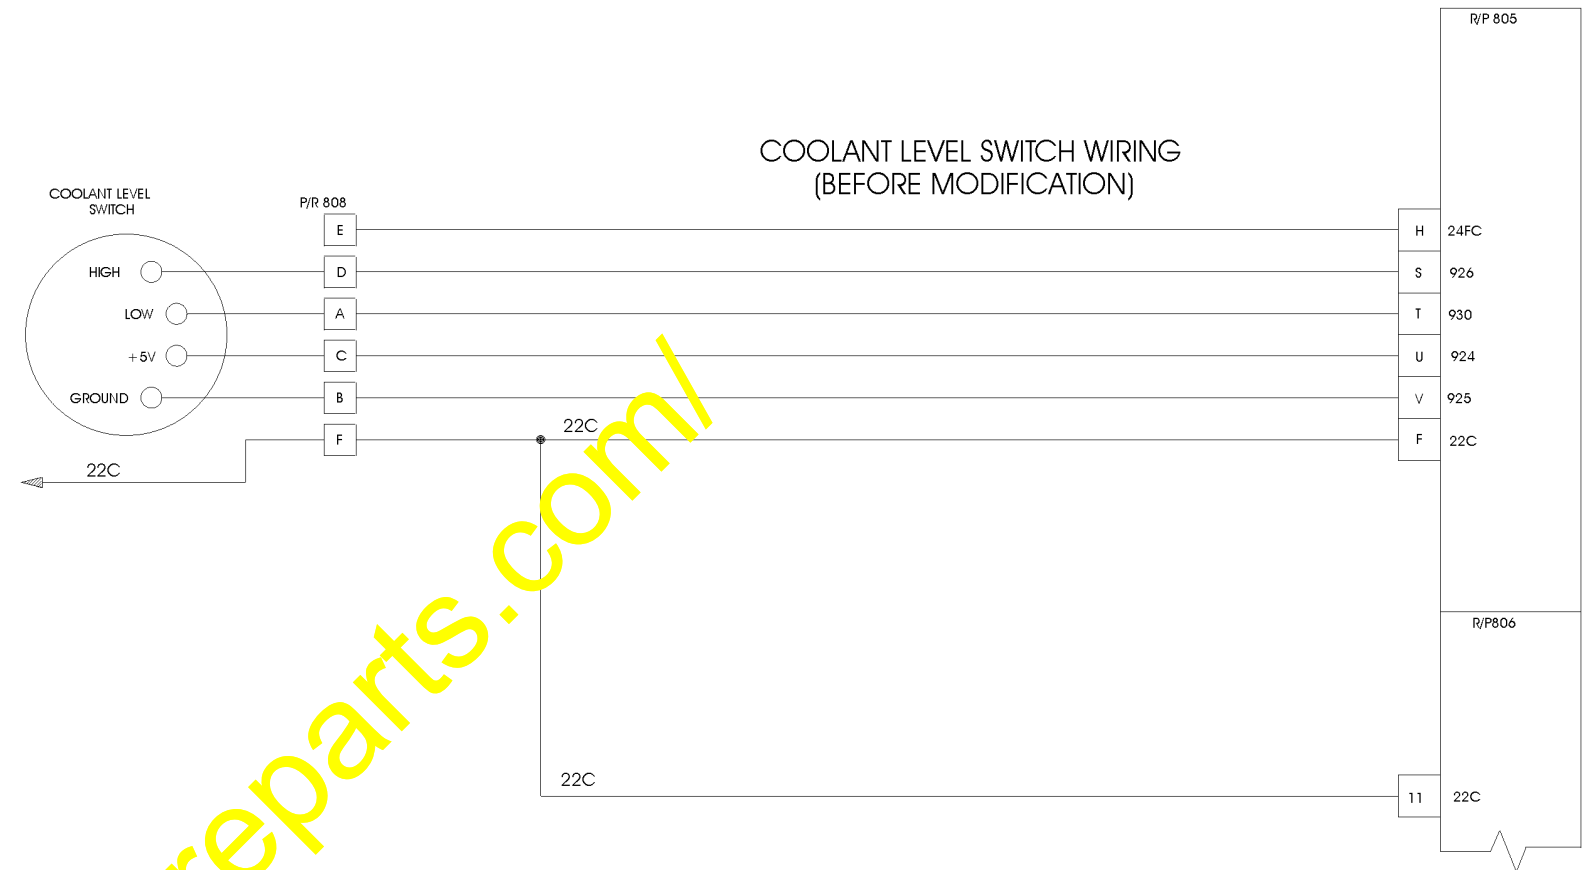 R/P 805
COOLANT LEVEL SWITCH WIRING
(BEFORE MODIFICATION)
COOLANT LEVEL
SWITCH
P/R 808
E H 24FC
HIGH D S 926
LOW A T 930
+5V C U 924
GROUND B V 925
22C
F F 22C
22C
R/P806
22C
11 22C
reparts.com/